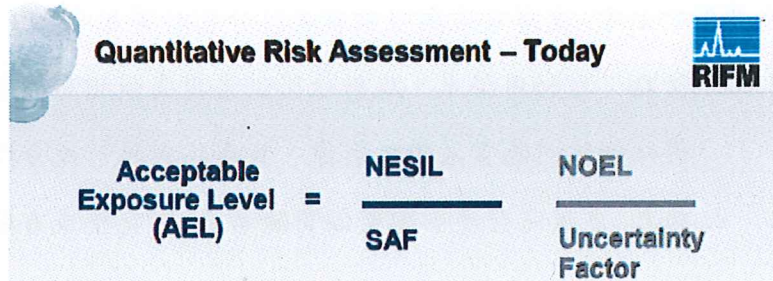 Quantitative Risk Assessment – Today
RIFM
Acceptable
Exposure Level =
(AEL)
NESIL
SAF
NOEL
Uncertainty
Factor